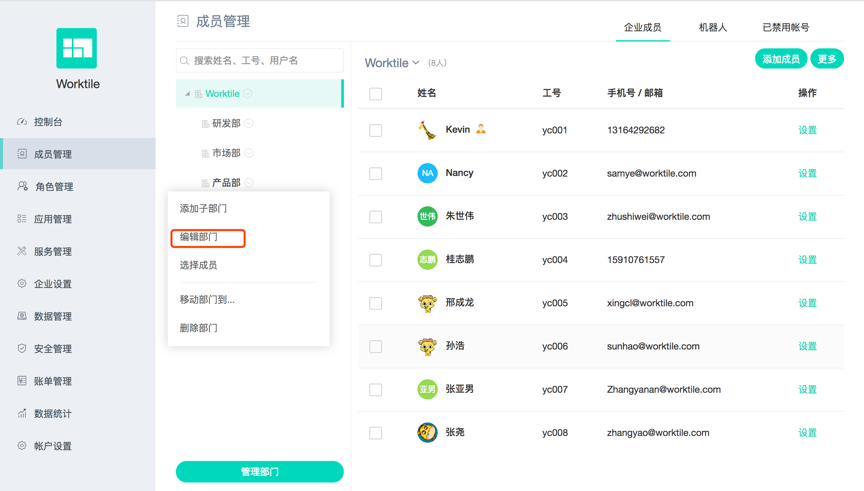 Worktile
控制台
成员管理
角色管理
应用管理
服务管理
企业设置
数据管理
安全管理
账单管理
数据统计
帐户设置
成员管理
企业成员 机器人 已禁用帐号
搜索姓名、工号、用户名
Worktile
研发部
市场部
产品部
添加子部门
编辑部门
选择成员
移动部门到...
删除部门
管理部门
Worktile (8人)
添加成员 更多
姓名 工号 手机号 / 邮箱 操作
Kevin yc001 13164292682 设置
NA Nancy yc002 samye@worktile.com 设置
世伟 朱世伟 yc003 zhushiwei@worktile.com 设置
志鹏 桂志鹏 yc004 15910761557 设置
邢成龙 yc005 xingcl@worktile.com 设置
孙浩 yc006 sunhao@worktile.com 设置
亚男 张亚男 yc007 Zhangyanan@worktile.com 设置
张尧 yc008 zhangyao@worktile.com 设置